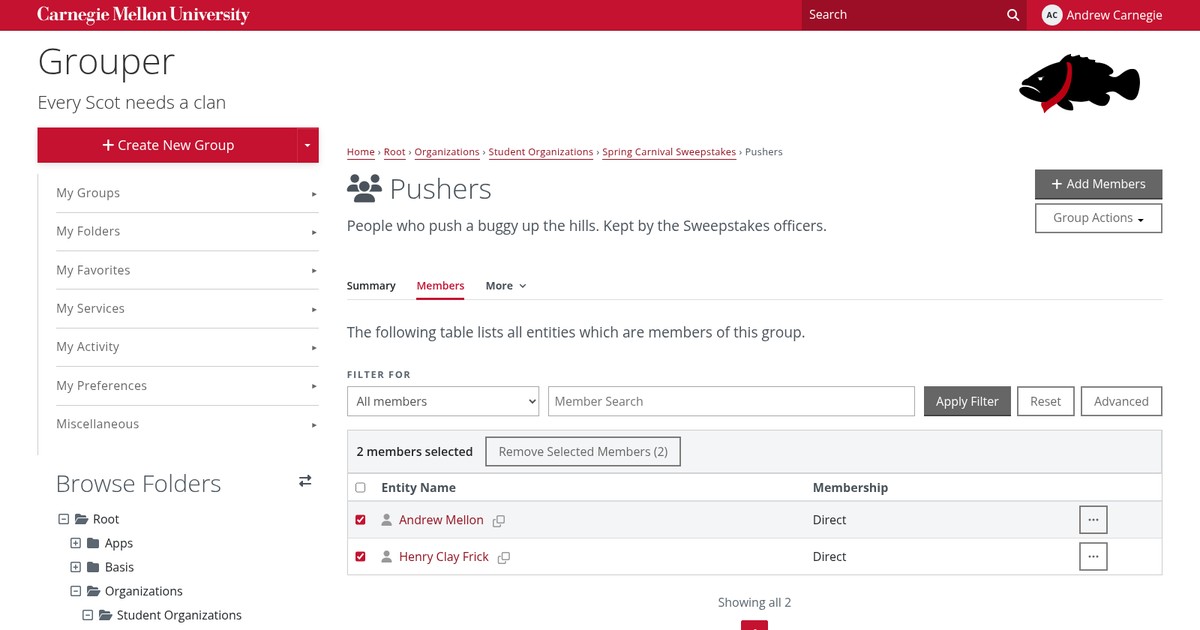 Carnegie Mellon University
Search
AC Andrew Carnegie
Grouper
Every Scot needs a clan
+ Create New Group
My Groups
My Folders
My Favorites
My Services
My Activity
My Preferences
Miscellaneous
Browse Folders
Root
Apps
Basis
Organizations
Student Organizations
Home › Root › Organizations › Student Organizations › Spring Carnival Sweepstakes › Pushers
Pushers
People who push a buggy up the hills. Kept by the Sweepstakes officers.
+ Add Members
Group Actions
Summary Members More
The following table lists all entities which are members of this group.
FILTER FOR
All members Member Search Apply Filter Reset Advanced
2 members selected Remove Selected Members (2)
Entity Name Membership
Andrew Mellon Direct ...
Henry Clay Frick Direct ...
Showing all 2